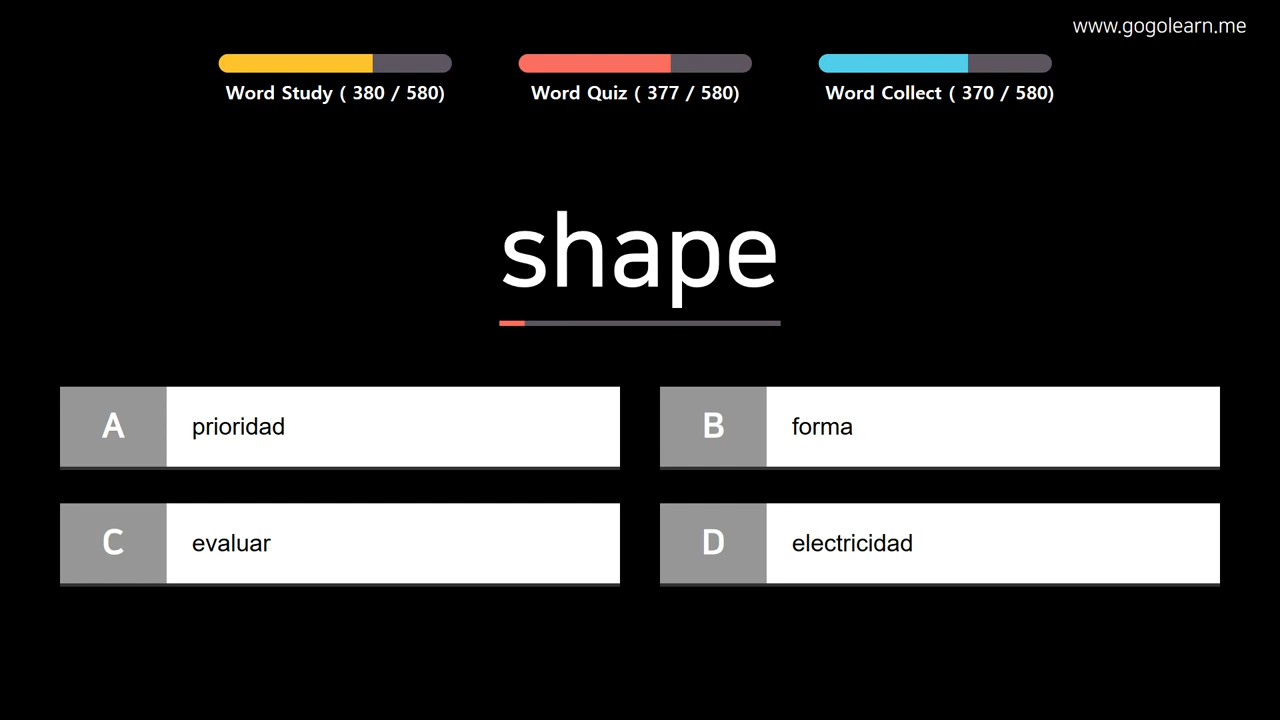 www.gogolearn.me
Word Study ( 380 / 580)
Word Quiz ( 377 / 580)
Word Collect ( 370 / 580)
shape
A prioridad
B forma
C evaluar
D electricidad